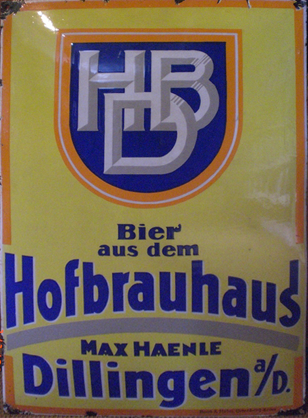 HBD
Bier
aus dem
Hofbrauhaus
MAX HAENLE
Dillingen a/D.